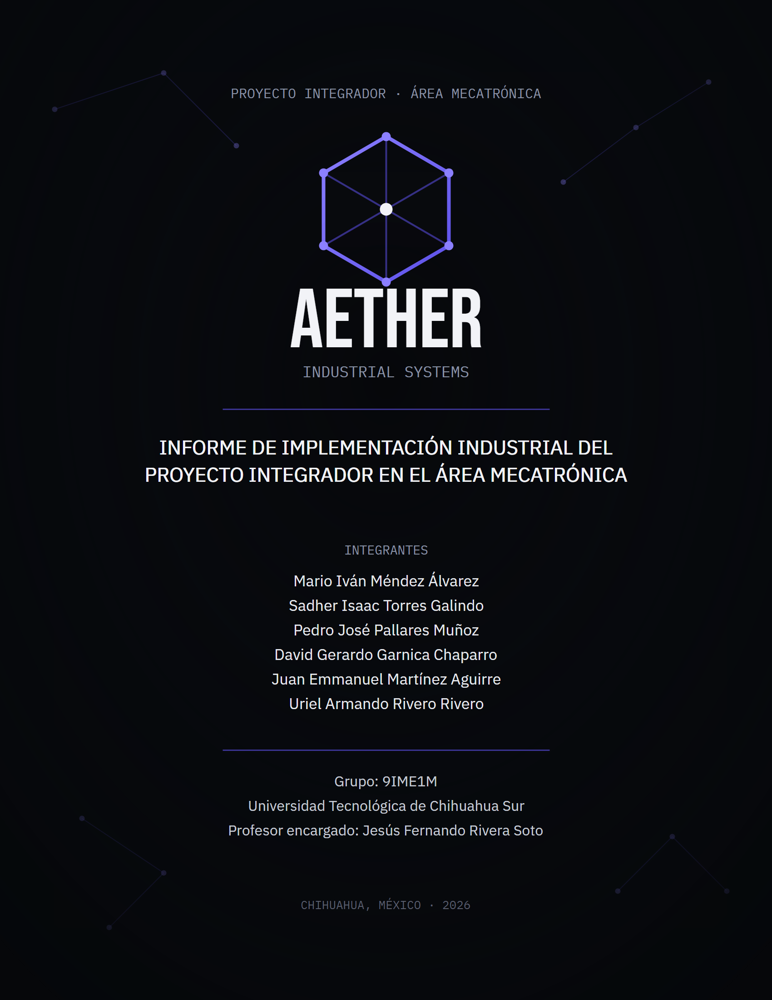 PROYECTO INTEGRADOR · ÁREA MECATRÓNICA
AETHER
INDUSTRIAL SYSTEMS
INFORME DE IMPLEMENTACIÓN INDUSTRIAL DEL
PROYECTO INTEGRADOR EN EL ÁREA MECATRÓNICA
INTEGRANTES
Mario Iván Méndez Álvarez
Sadher Isaac Torres Galindo
Pedro José Pallares Muñoz
David Gerardo Garnica Chaparro
Juan Emmanuel Martínez Aguirre
Uriel Armando Rivero Rivero
Grupo: 9IME1M
Universidad Tecnológica de Chihuahua Sur
Profesor encargado: Jesús Fernando Rivera Soto
CHIHUAHUA, MÉXICO · 2026